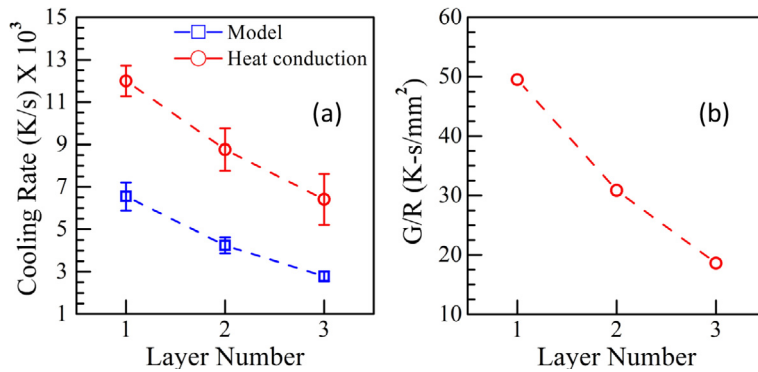 Cooling Rate (K/s) X 10³
15
13
11
9
7
5
3
1
Model
Heat conduction
(a)
1 2 3
Layer Number
G/R (K-s/mm²)
60
50
40
30
20
10
(b)
1 2 3
Layer Number